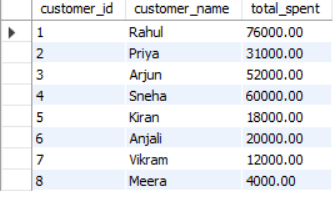 customer_id customer_name total_spent
1 Rahul 76000.00
2 Priya 31000.00
3 Arjun 52000.00
4 Sneha 60000.00
5 Kiran 18000.00
6 Anjali 20000.00
7 Vikram 12000.00
8 Meera 4000.00